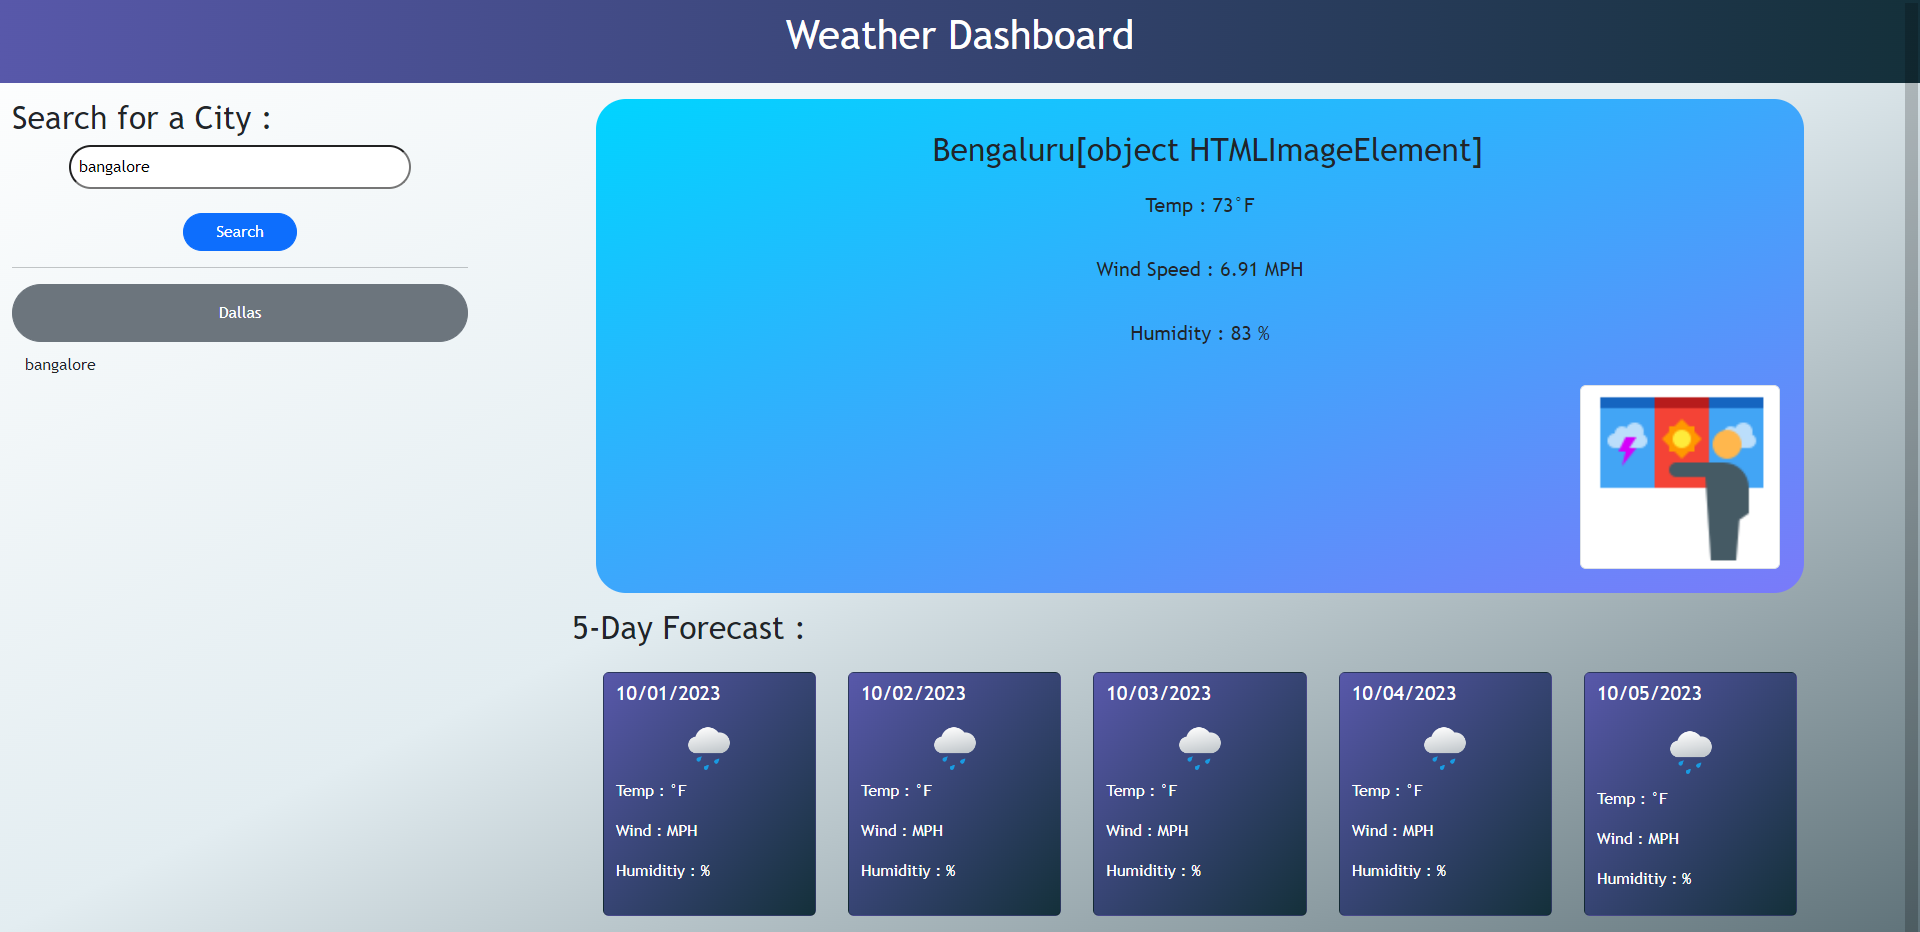 Weather Dashboard
Search for a City :
bangalore
Search
Dallas
bangalore
Bengaluru[object HTMLImageElement]
Temp : 73°F
Wind Speed : 6.91 MPH
Humidity : 83 %
5-Day Forecast :
10/01/2023
Temp : °F
Wind : MPH
Humiditiy : %
10/02/2023
Temp : °F
Wind : MPH
Humiditiy : %
10/03/2023
Temp : °F
Wind : MPH
Humiditiy : %
10/04/2023
Temp : °F
Wind : MPH
Humiditiy : %
10/05/2023
Temp : °F
Wind : MPH
Humiditiy : %